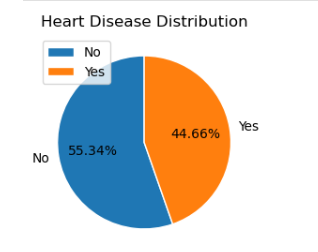 Heart Disease Distribution
No
Yes
Yes
44.66%
55.34%
No